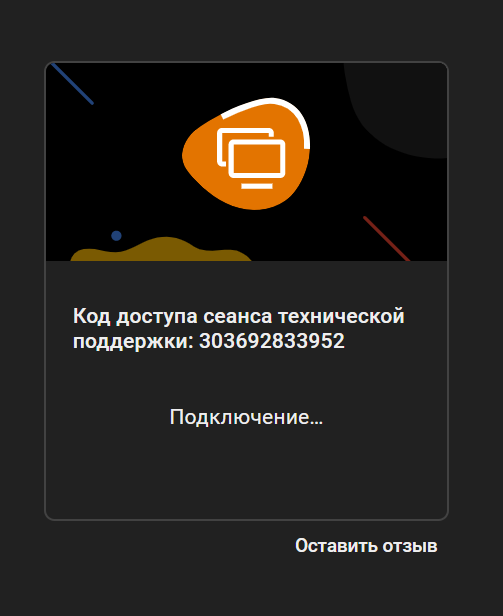 Код доступа сеанса технической
поддержки: 303692833952
Подключение…
Оставить отзыв